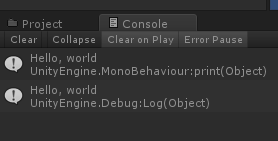 Project Console
Clear Collapse Clear on Play Error Pause
Hello, world
UnityEngine.MonoBehaviour:print(Object)
Hello, world
UnityEngine.Debug:Log(Object)